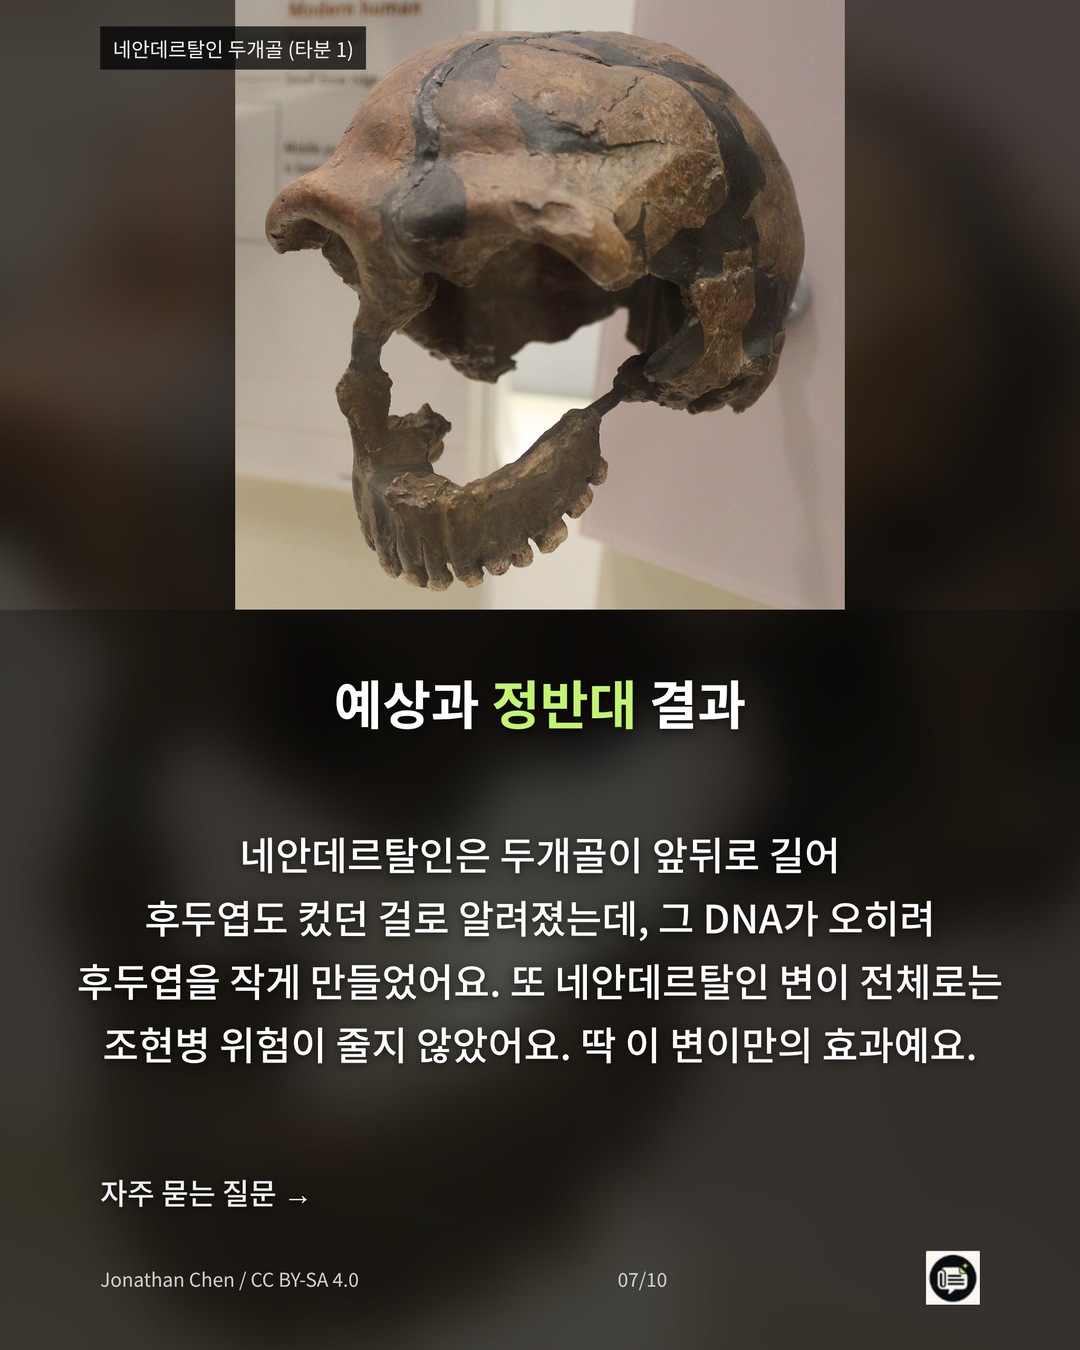 Modern human
네안데르탈인 두개골 (타분 1)
예상과 정반대 결과
네안데르탈인은 두개골이 앞뒤로 길어
후두엽도 컸던 걸로 알려졌는데, 그 DNA가 오히려
후두엽을 작게 만들었어요. 또 네안데르탈인 변이 전체로는
조현병 위험이 줄지 않았어요. 딱 이 변이만의 효과예요.
자주 묻는 질문 →
Jonathan Chen / CC BY-SA 4.0
07/10